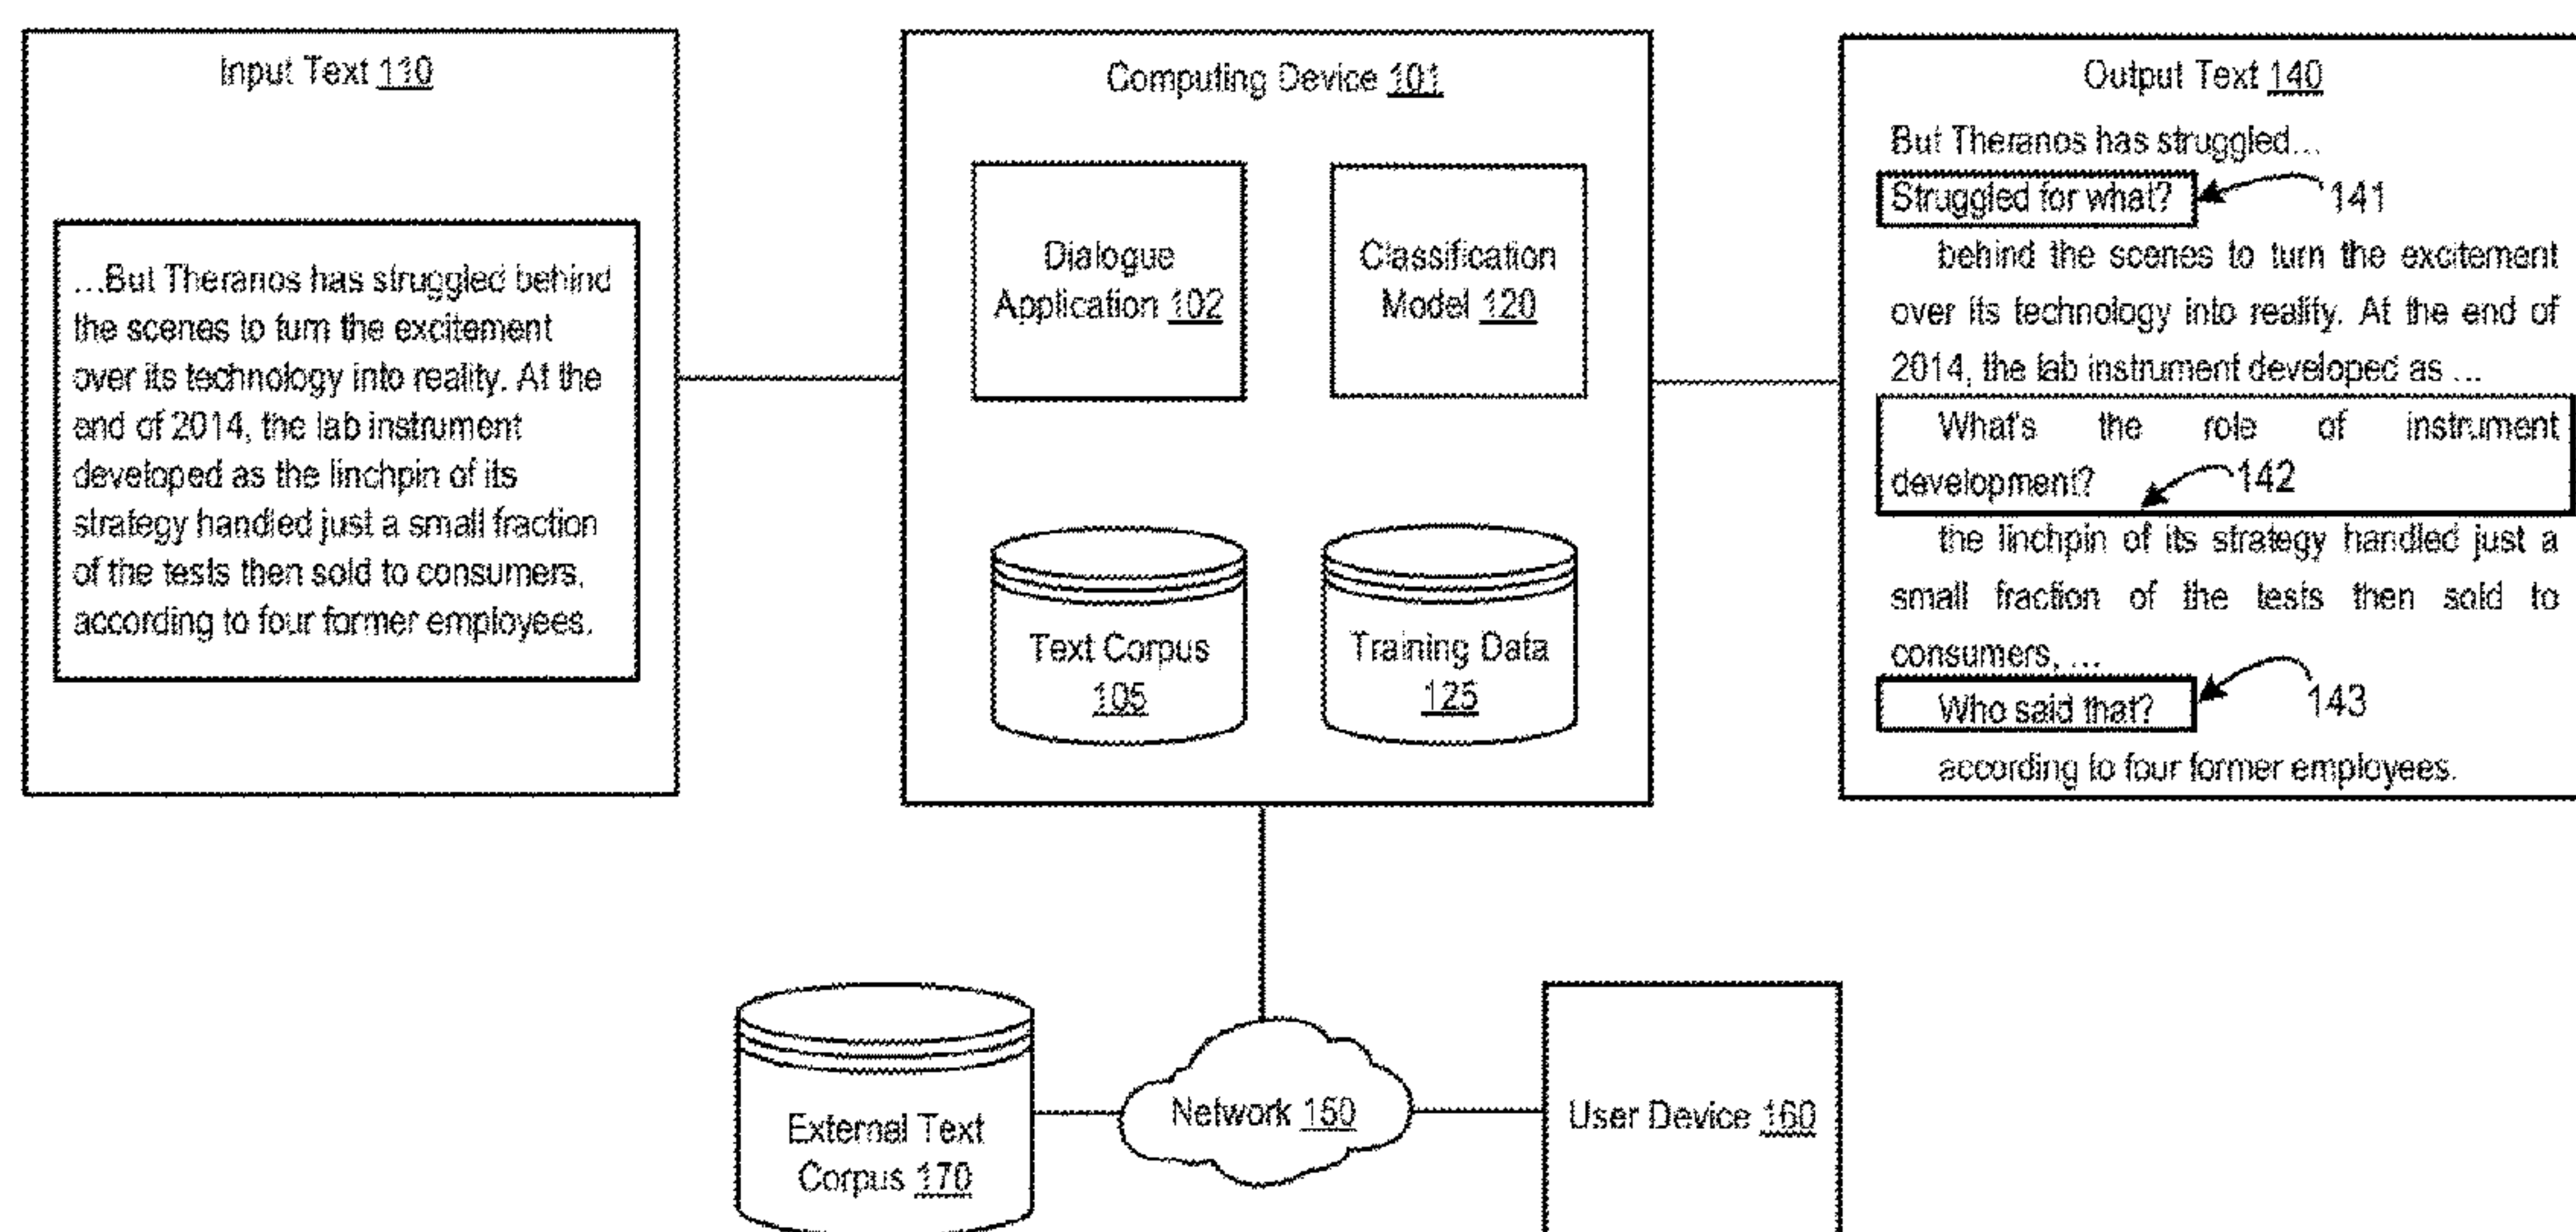 Input Text 110
...But Theranos has struggled behind
the scenes to turn the excitement
over its technology into reality. At the
end of 2014, the lab instrument
developed as the linchpin of its
strategy handled just a small fraction
of the tests then sold to consumers,
according to four former employees.
Computing Device 101
Dialogue
Application 102
Classification
Model 120
Text Corpus
105
Training Data
125
Output Text 140
But Theranos has struggled...
Struggled for what?
141
behind the scenes to turn the excitement
over its technology into reality. At the end of
2014, the lab instrument developed as ...
What's the role of instrument
development?
142
the linchpin of its strategy handled just a
small fraction of the tests then sold to
consumers, ...
Who said that?
143
according to four former employees.
External Text
Corpus 170
Network 150
User Device 160